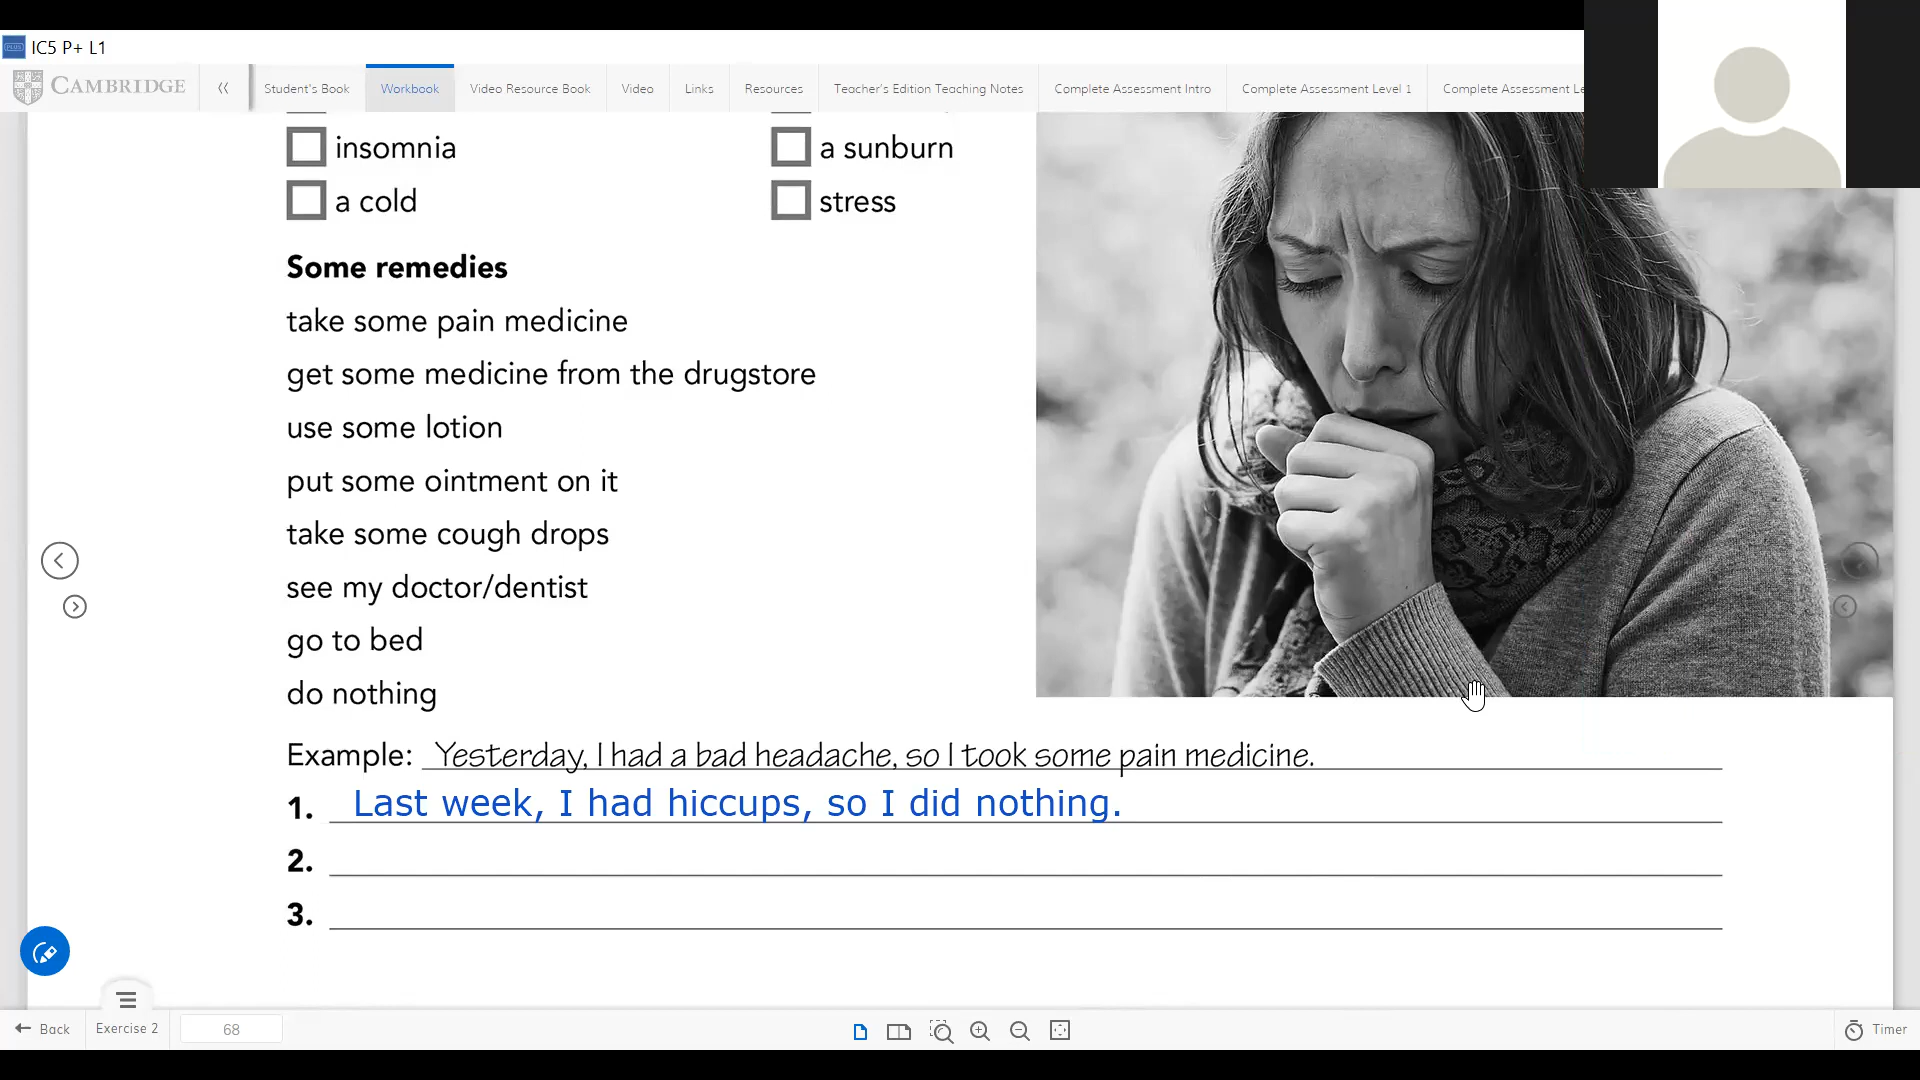 IC5 P+ L1
CAMBRIDGE
Student's Book
Workbook
Video Resource Book
Video
Links
Resources
Teacher's Edition Teaching Notes
Complete Assessment Intro
Complete Assessment Level 1
Complete Assessment Le
insomnia
a sunburn
a cold
stress
Some remedies
take some pain medicine
get some medicine from the drugstore
use some lotion
put some ointment on it
take some cough drops
see my doctor/dentist
go to bed
do nothing
Example: Yesterday, I had a bad headache, so I took some pain medicine.
1. Last week, I had hiccups, so I did nothing.
2.
3.
Back
Exercise 2
68
Timer